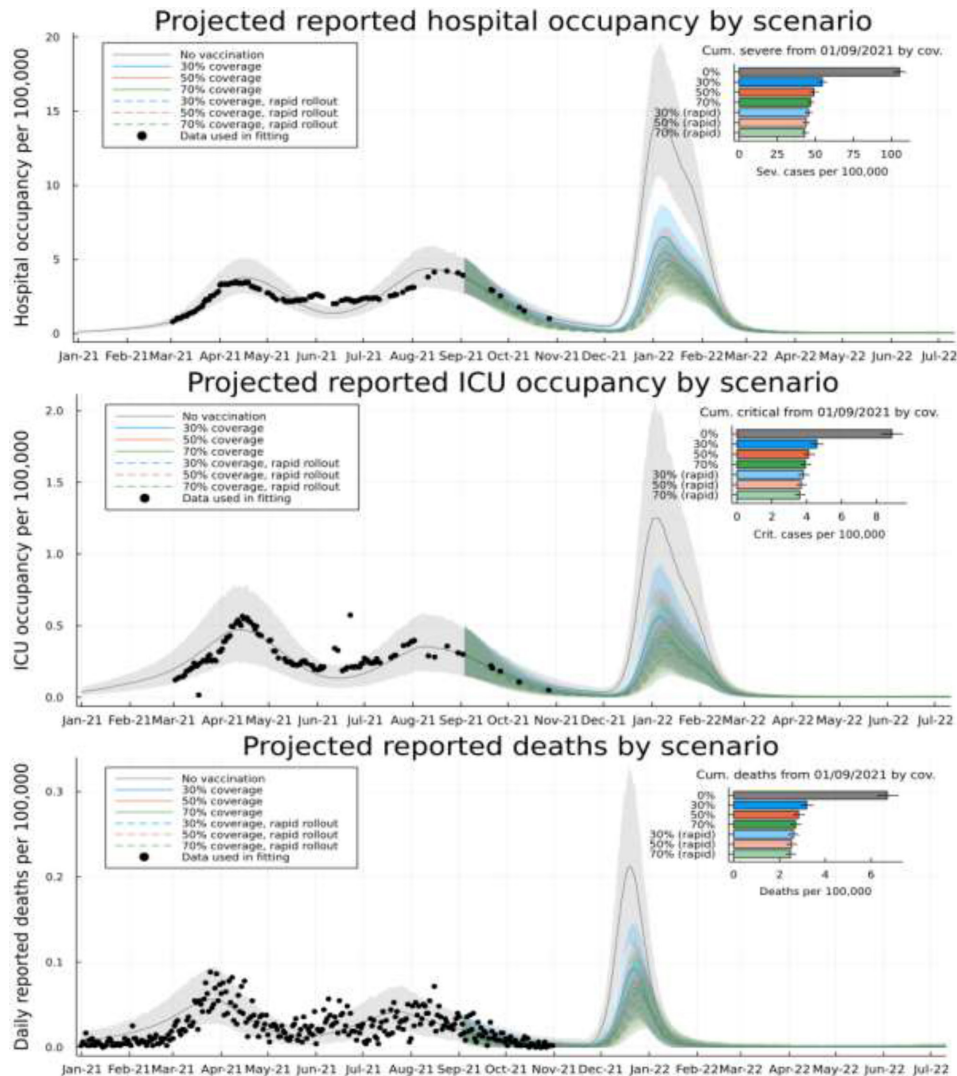 Projected reported hospital occupancy by scenario
Hospital occupancy per 100,000
20
15
10
5
0
No vaccination
30% coverage
50% coverage
70% coverage
30% coverage, rapid rollout
50% coverage, rapid rollout
70% coverage, rapid rollout
Data used in fitting
Cum. severe from 01/09/2021 by cov.
0%
30%
50%
70%
30% (rapid)
50% (rapid)
70% (rapid)
0 25 50 75 100
Sev. cases per 100,000
Jan-21 Feb-21 Mar-21 Apr-21 May-21 Jun-21 Jul-21 Aug-21 Sep-21 Oct-21 Nov-21 Dec-21 Jan-22 Feb-22 Mar-22 Apr-22 May-22 Jun-22 Jul-22
Projected reported ICU occupancy by scenario
ICU occupancy per 100,000
2.0
1.5
1.0
0.5
0.0
No vaccination
30% coverage
50% coverage
70% coverage
30% coverage, rapid rollout
50% coverage, rapid rollout
70% coverage, rapid rollout
Data used in fitting
Cum. critical from 01/09/2021 by cov.
0%
30%
50%
70%
30% (rapid)
50% (rapid)
70% (rapid)
0 2 4 6 8
Crit. cases per 100,000
Jan-21 Feb-21 Mar-21 Apr-21 May-21 Jun-21 Jul-21 Aug-21 Sep-21 Oct-21 Nov-21 Dec-21 Jan-22 Feb-22 Mar-22 Apr-22 May-22 Jun-22 Jul-22
Projected reported deaths by scenario
Daily reported deaths per 100,000
0.3
0.2
0.1
0.0
No vaccination
30% coverage
50% coverage
70% coverage
30% coverage, rapid rollout
50% coverage, rapid rollout
70% coverage, rapid rollout
Data used in fitting
Cum. deaths from 01/09/2021 by cov.
0%
30%
50%
70%
30% (rapid)
50% (rapid)
70% (rapid)
0 2 4 6
Deaths per 100,000
Jan-21 Feb-21 Mar-21 Apr-21 May-21 Jun-21 Jul-21 Aug-21 Sep-21 Oct-21 Nov-21 Dec-21 Jan-22 Feb-22 Mar-22 Apr-22 May-22 Jun-22 Jul-22